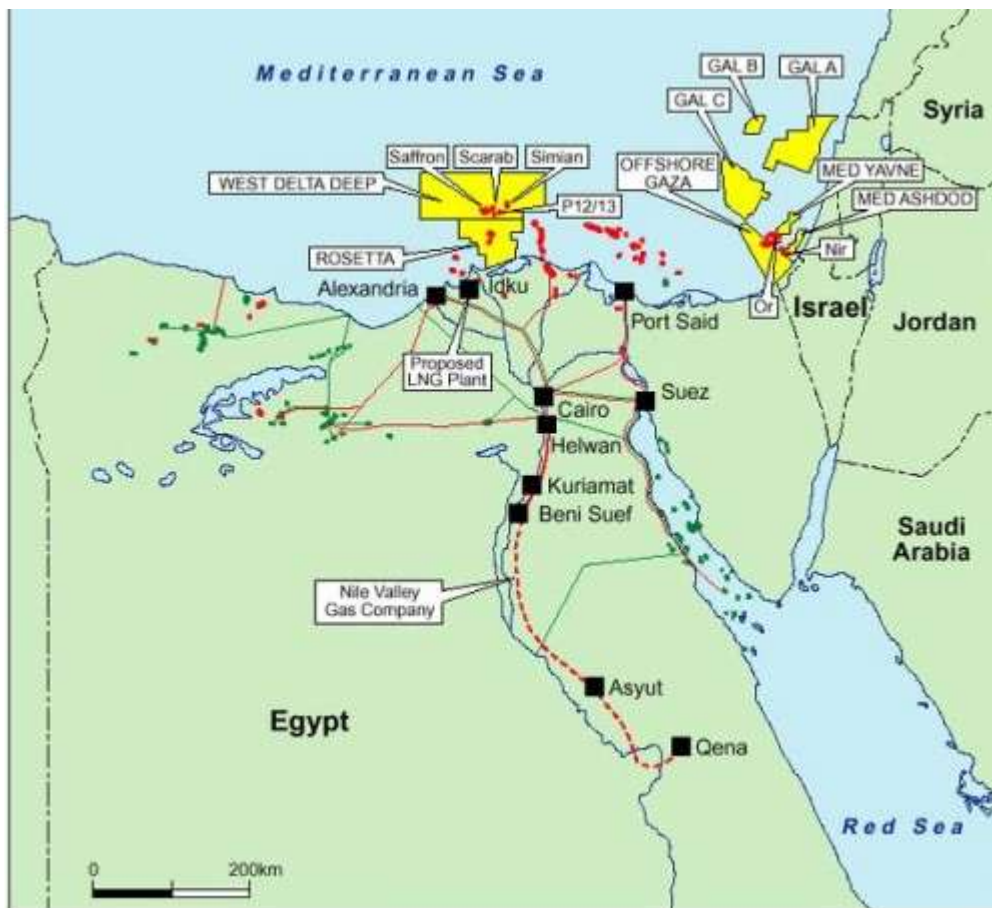 Mediterranean Sea
GAL B
GAL A
GAL C
Syria
Saffron
Scarab
Simian
OFFSHORE
GAZA
MED YAVNE
WEST DELTA DEEP
P12/13
MED ASHDOD
ROSETTA
Nir
Alexandria
Idku
Or
Israel
Port Said
Jordan
Proposed
LNG Plant
Cairo
Suez
Helwan
Kuriamat
Beni Suef
Saudi
Arabia
Nile Valley
Gas Company
Asyut
Egypt
Qena
Red Sea
0
200km